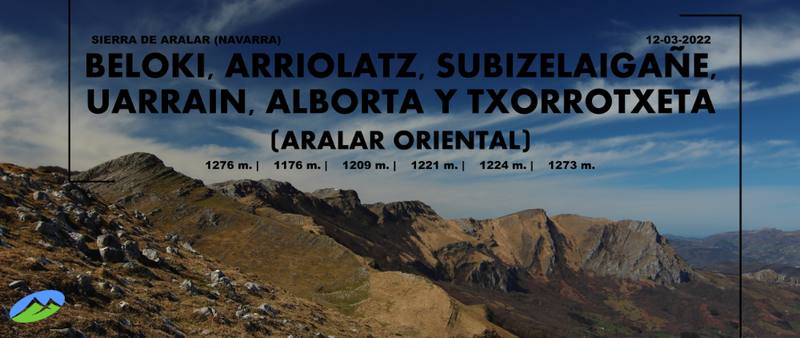 SIERRA DE ARALAR (NAVARRA)
12-03-2022
BELOKI, ARRIOLATZ, SUBIZELAIGAÑE,
UARRAIN, ALBORTA Y TXORROTXETA
(ARALAR ORIENTAL)
1276 m. | 1176 m. | 1209 m. | 1221 m. | 1224 m. | 1273 m.